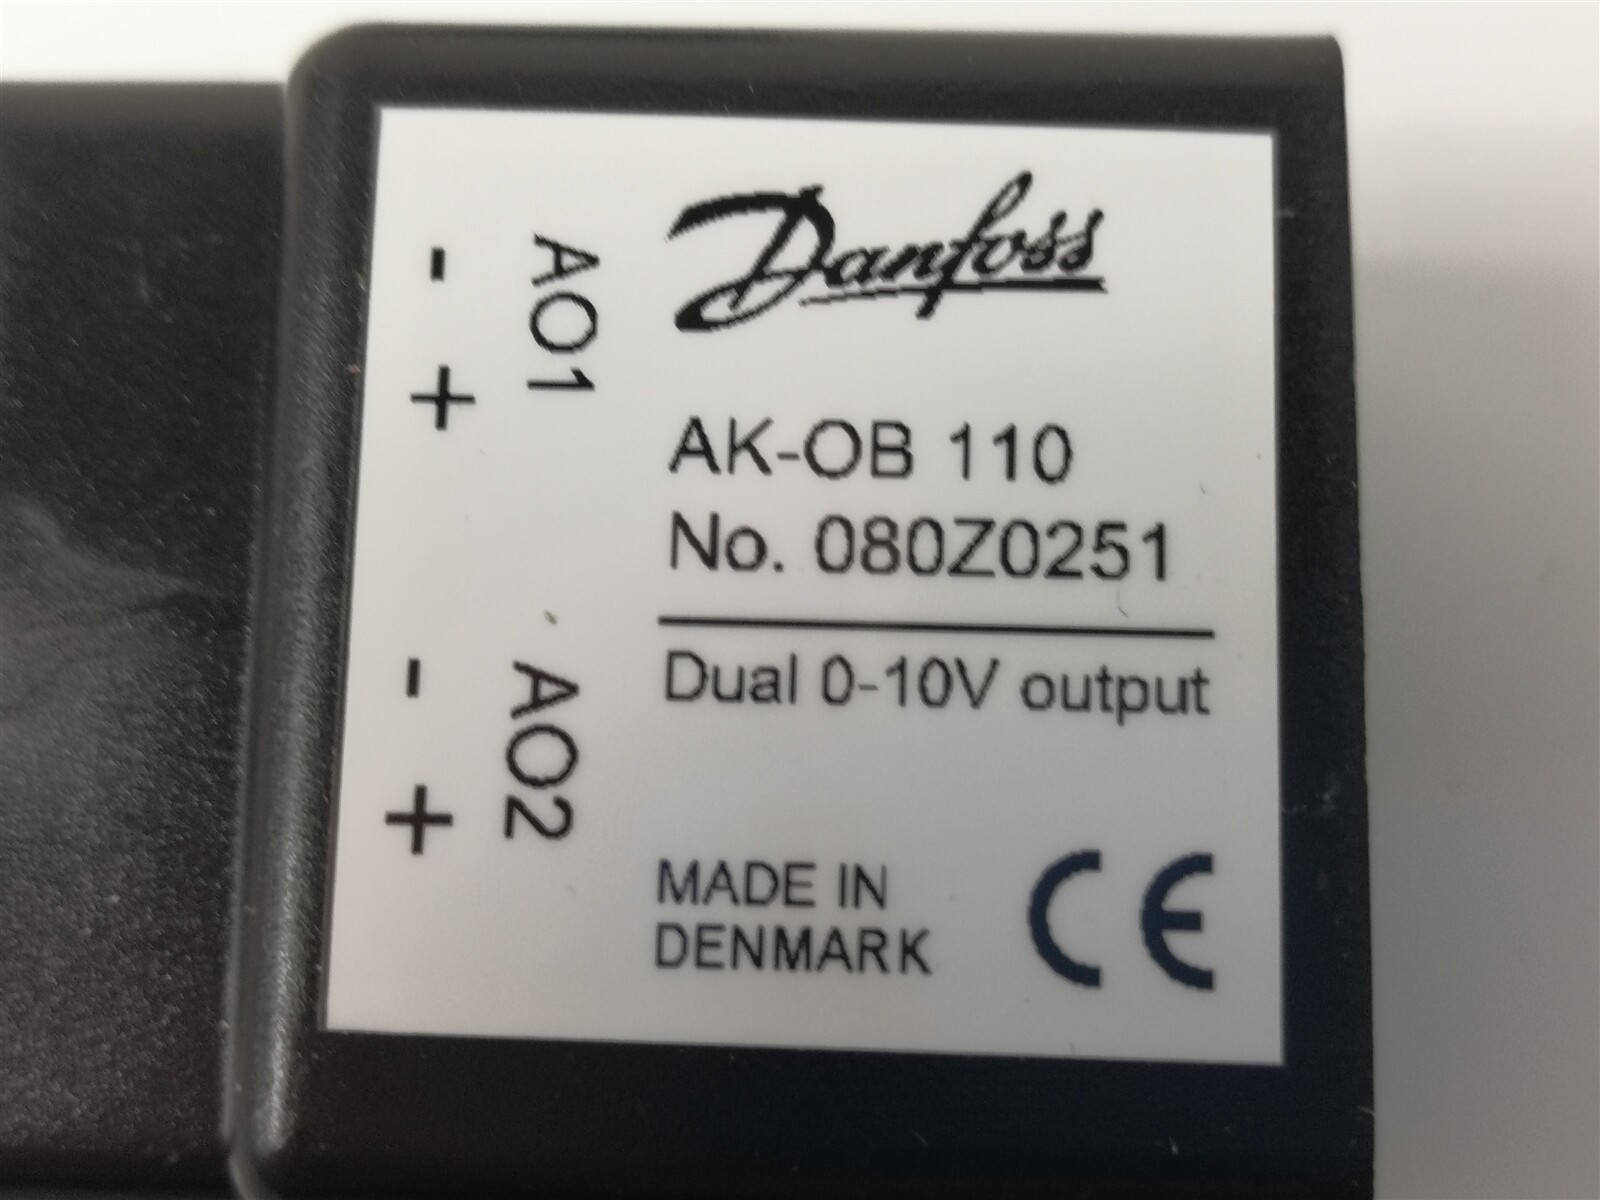 Danfoss
AK-OB 110
No. 080Z0251
Dual 0-10V output
MADE IN
DENMARK
CE
AO1
- +
AO2
- +